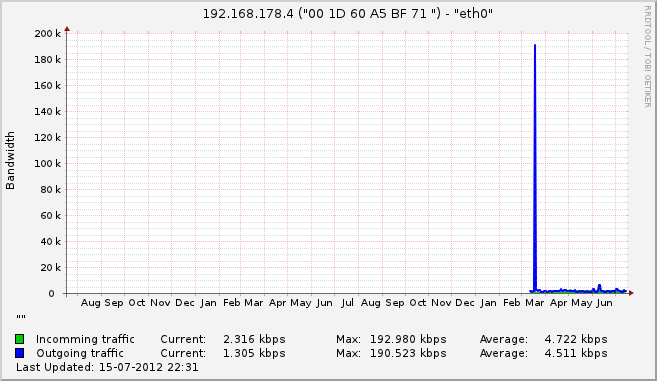 192.168.178.4 ("00 1D 60 A5 BF 71 ") - "eth0"
RRDTOOL / TOBI OETIKER
Bandwidth
200 k
180 k
160 k
140 k
120 k
100 k
80 k
60 k
40 k
20 k
0
Aug Sep Oct Nov Dec Jan Feb Mar Apr May Jun Jul Aug Sep Oct Nov Dec Jan Feb Mar Apr May Jun
""
Incomming traffic Current: 2.316 kbps Max: 192.980 kbps Average: 4.722 kbps
Outgoing traffic Current: 1.305 kbps Max: 190.523 kbps Average: 4.511 kbps
Last Updated: 15-07-2012 22:31